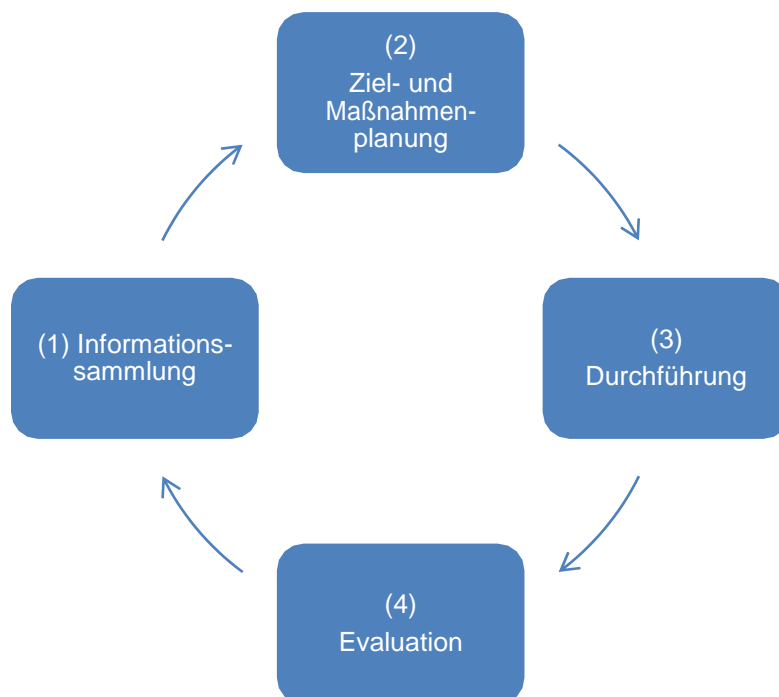 (2)
Ziel- und
Maßnahmen-
planung
(1) Informations-
sammlung
(3)
Durchführung
(4)
Evaluation